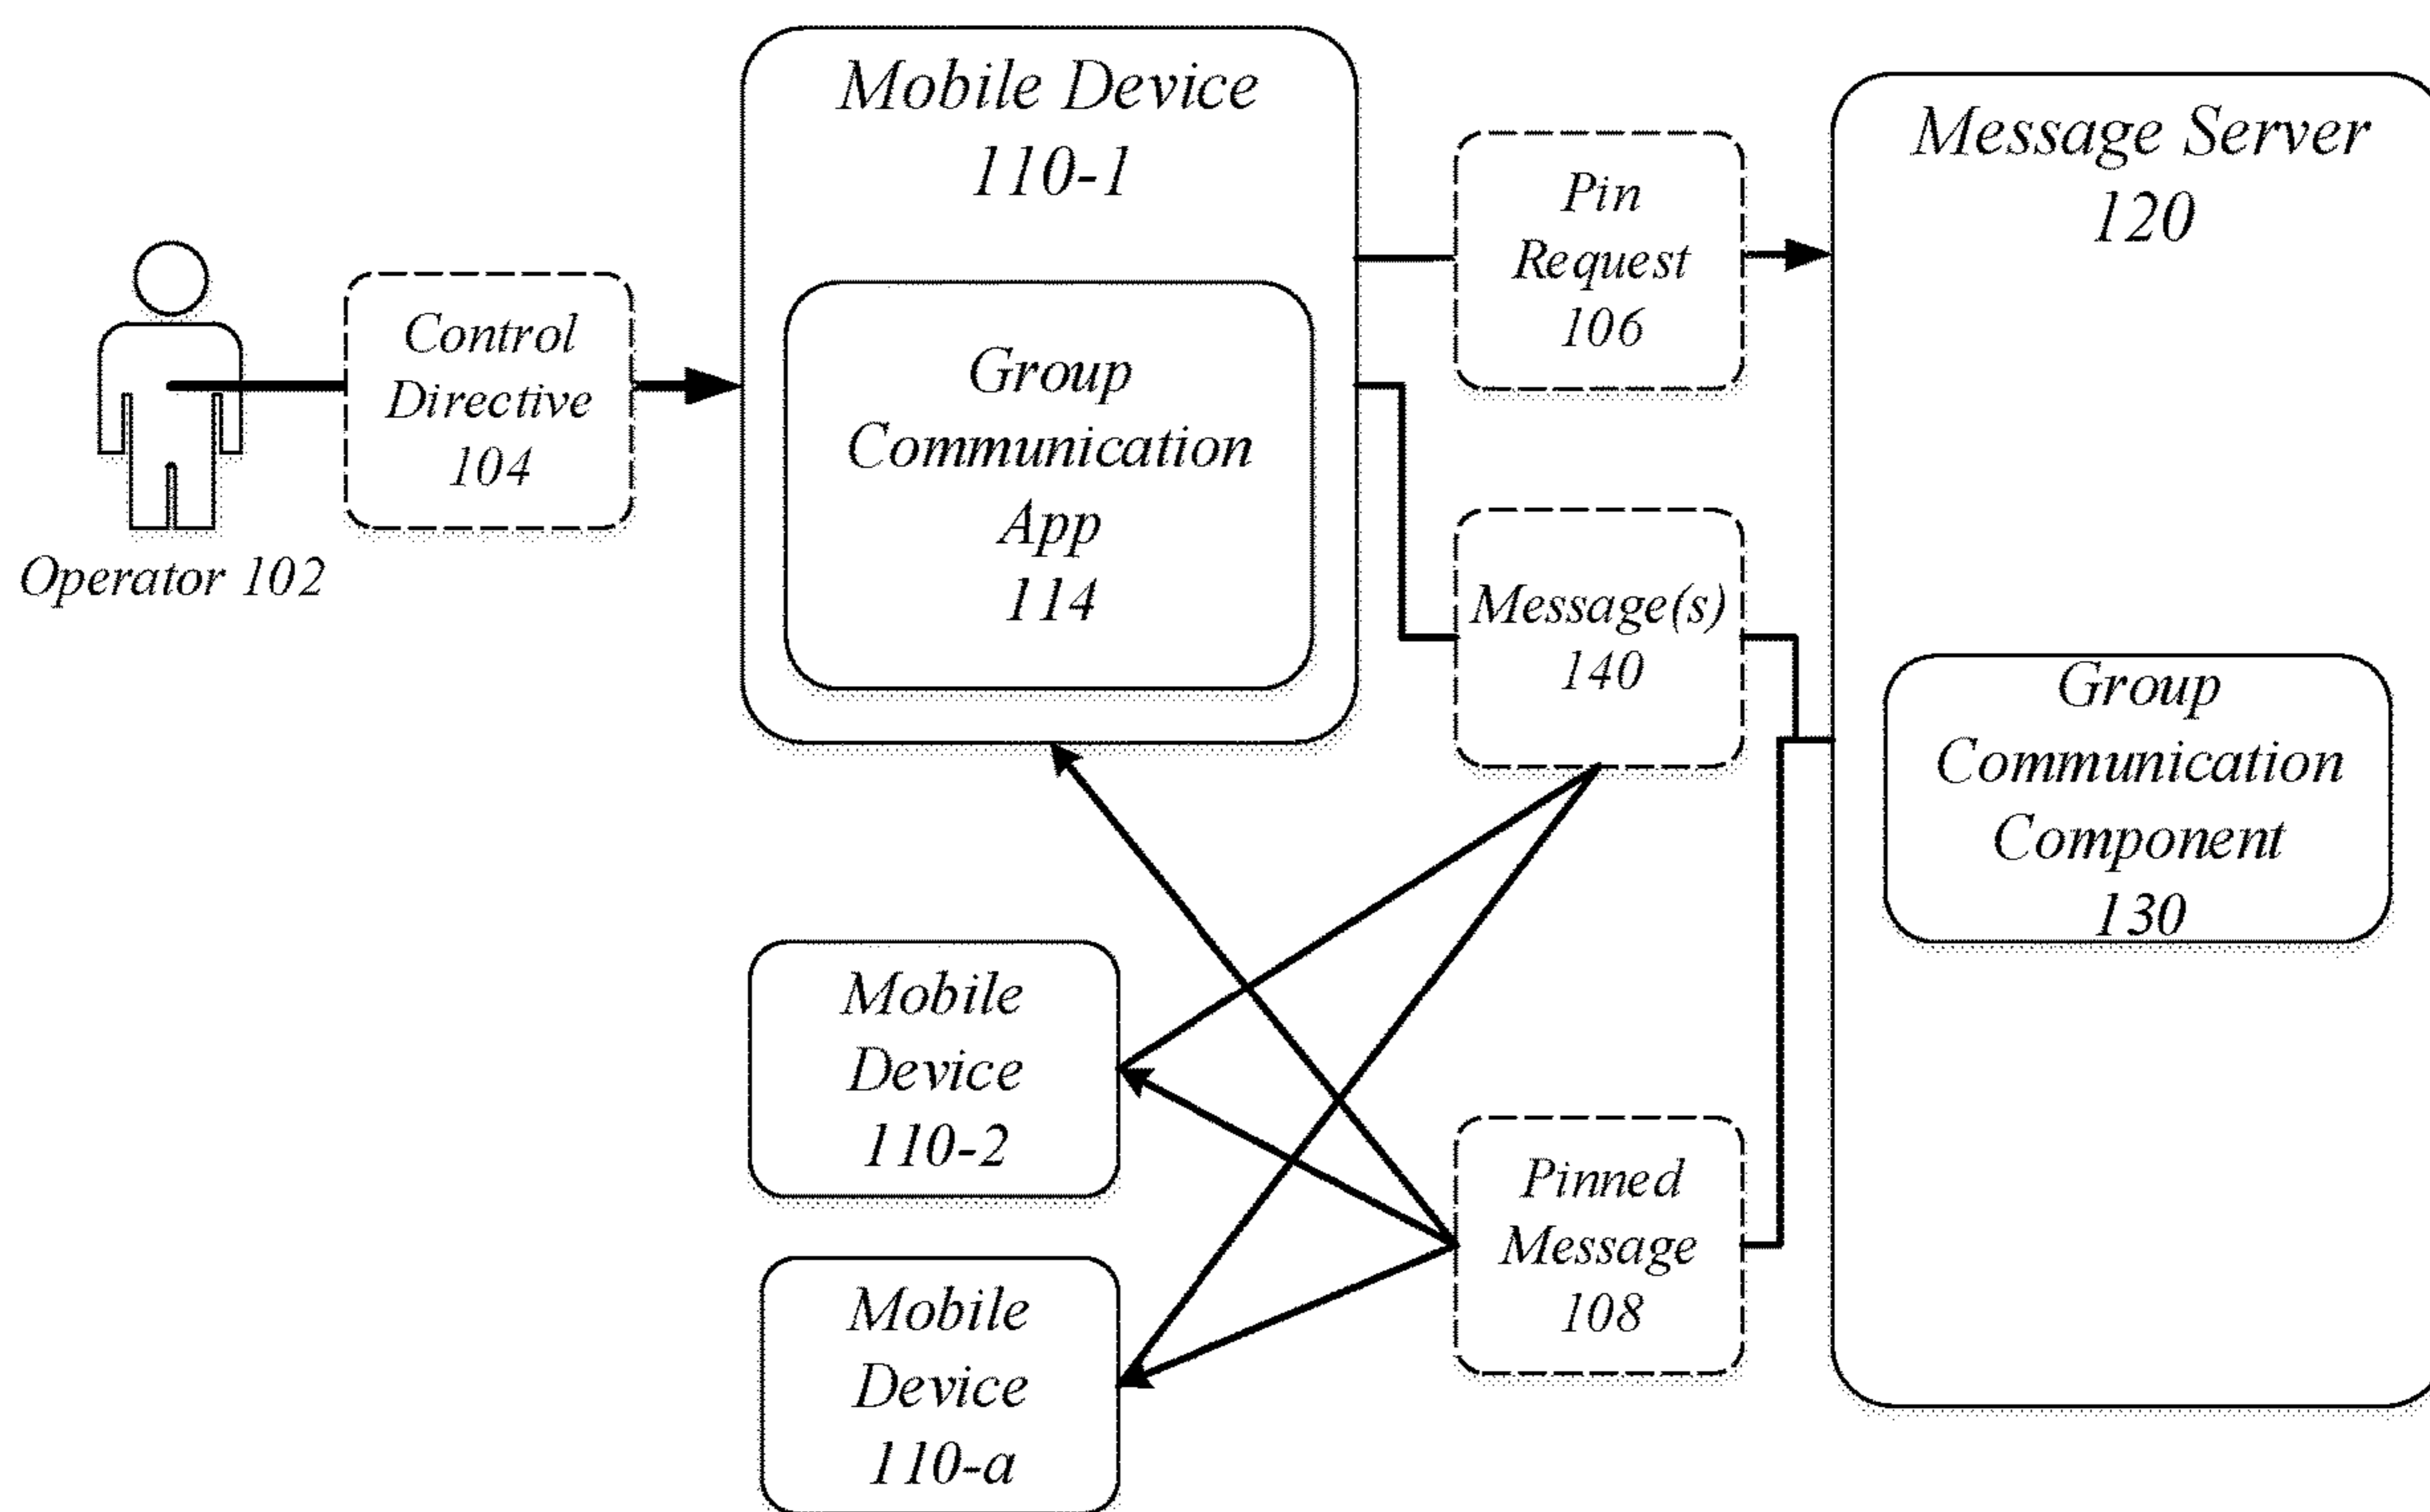 Operator 102
Control
Directive
104
Mobile Device
110-1
Group
Communication
App
114
Pin
Request
106
Message(s)
140
Message Server
120
Group
Communication
Component
130
Mobile
Device
110-2
Mobile
Device
110-a
Pinned
Message
108